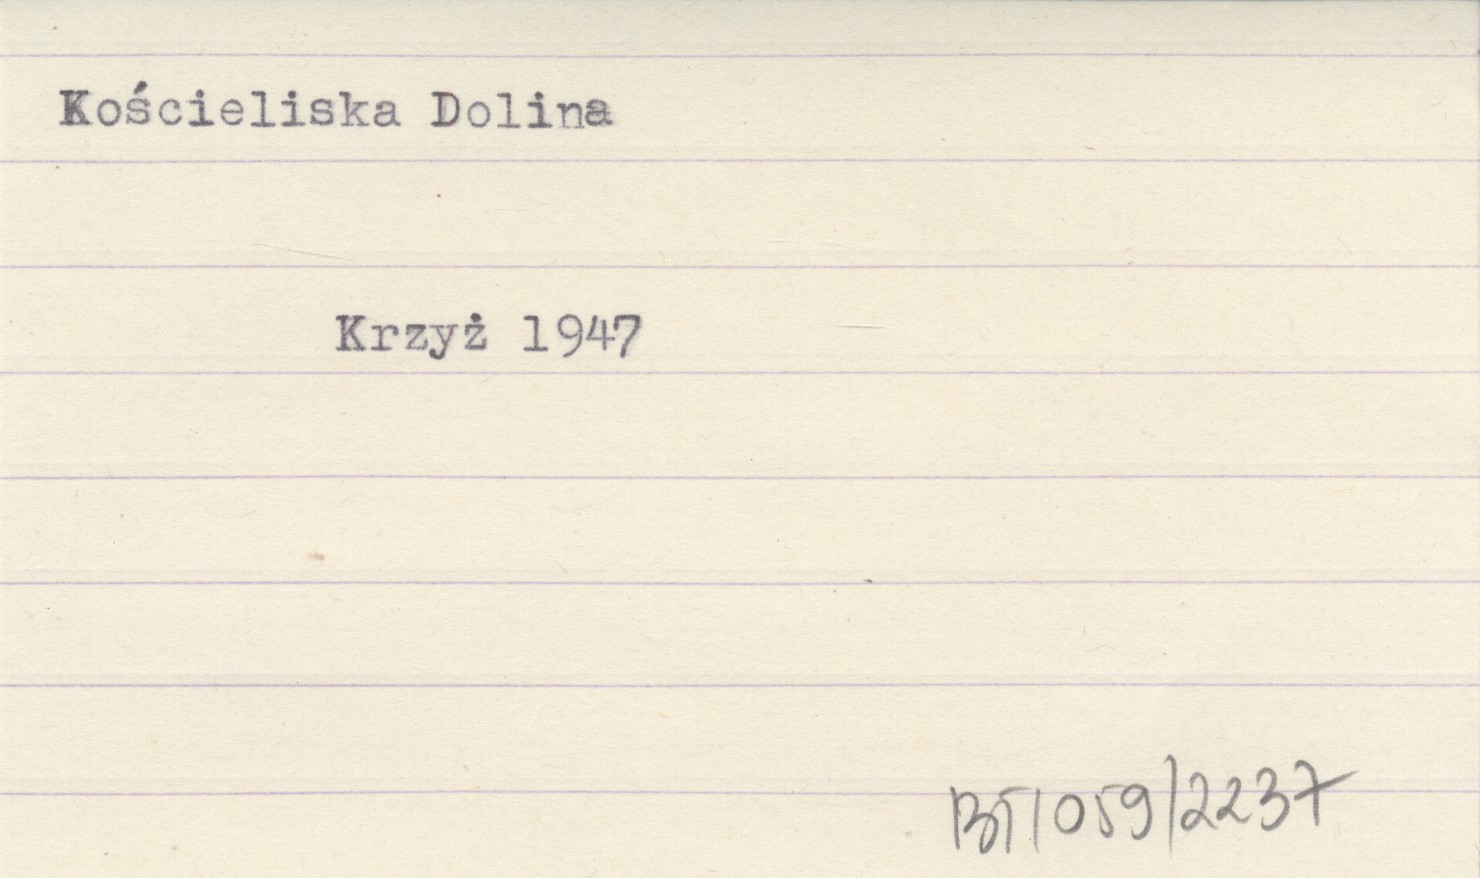 Kościeliska Dolina
Krzyż 1947
BT/059/2237